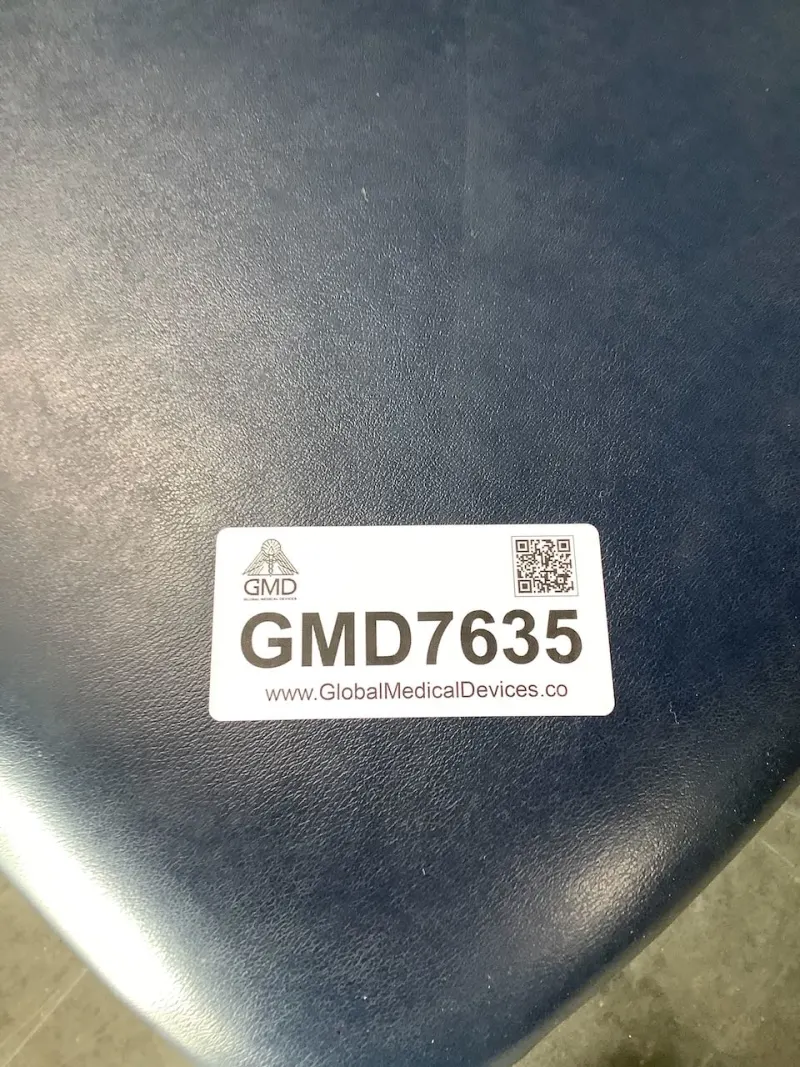 GMD
GLOBAL MEDICAL DEVICES
GMD7635
www.GlobalMedicalDevices.co